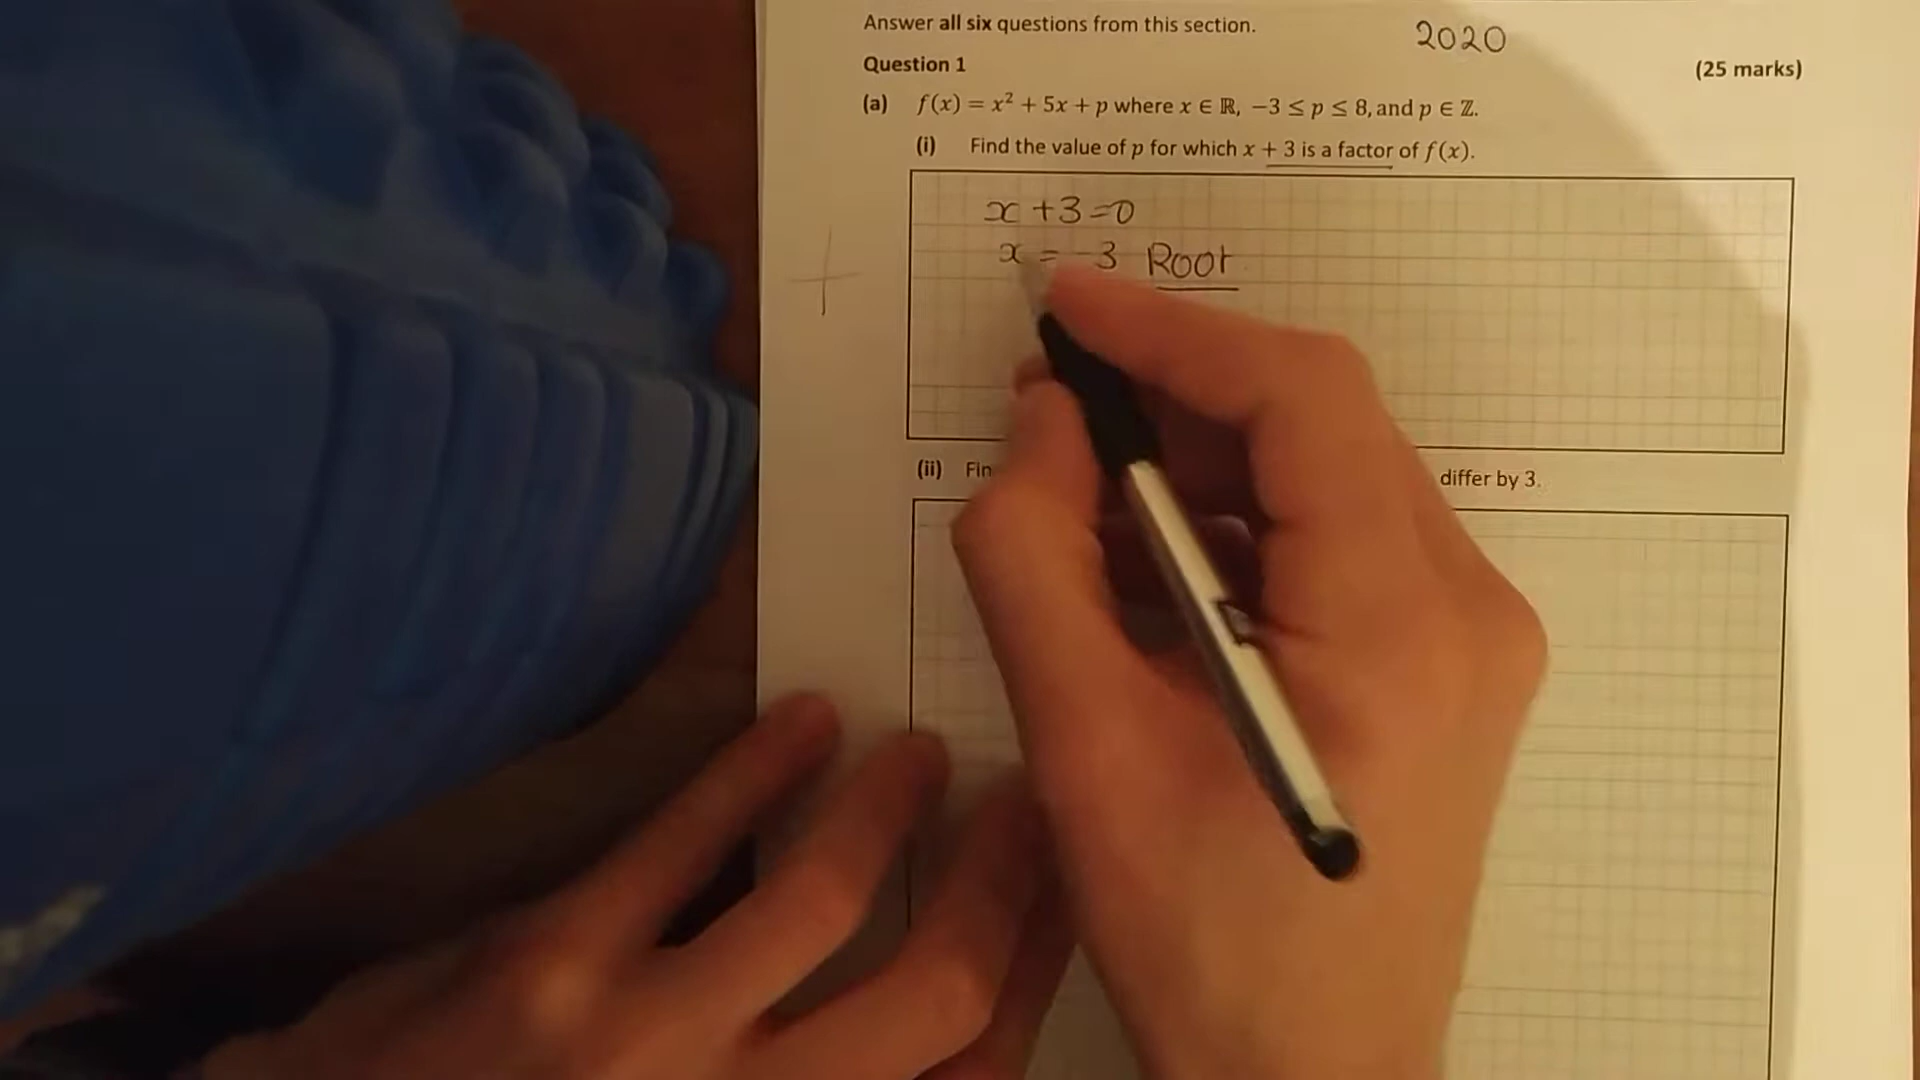 Answer all six questions from this section.
2020
Question 1
(25 marks)
(a) f(x) = x² + 5x + p where x ∈ ℝ, −3 ≤ p ≤ 8, and p ∈ ℤ.
(i) Find the value of p for which x + 3 is a factor of f(x).
x + 3 = 0
x = -3 Root
(ii)
differ by 3.